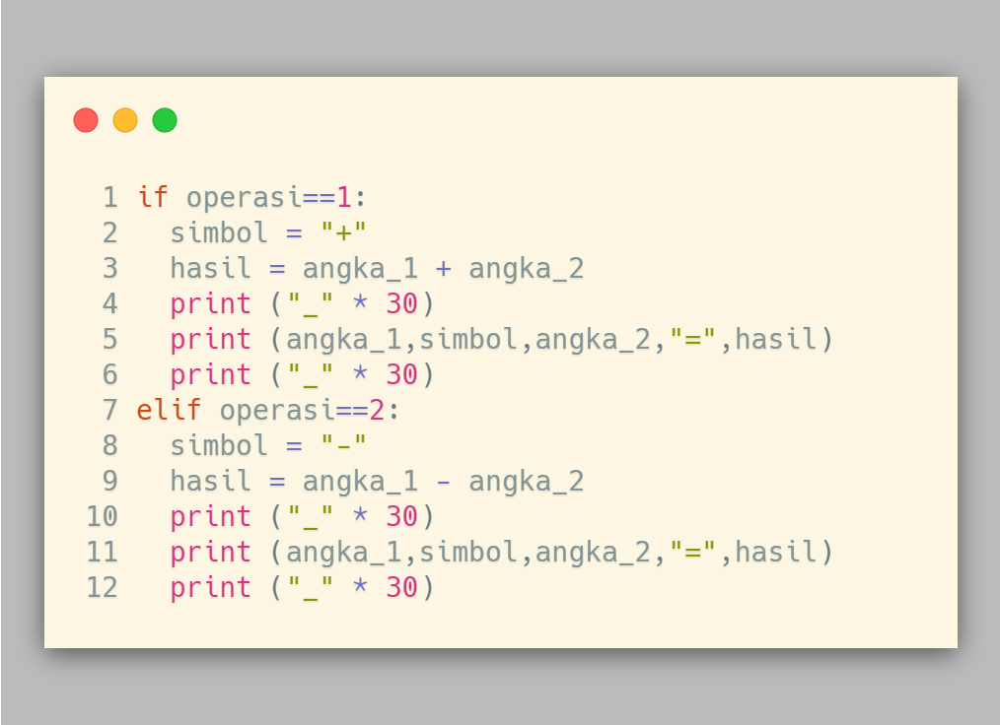 1 if operasi==1:
2   simbol = "+"
3   hasil = angka_1 + angka_2
4   print ("_" * 30)
5   print (angka_1,simbol,angka_2,"=",hasil)
6   print ("_" * 30)
7 elif operasi==2:
8   simbol = "-"
9   hasil = angka_1 - angka_2
10   print ("_" * 30)
11   print (angka_1,simbol,angka_2,"=",hasil)
12   print ("_" * 30)